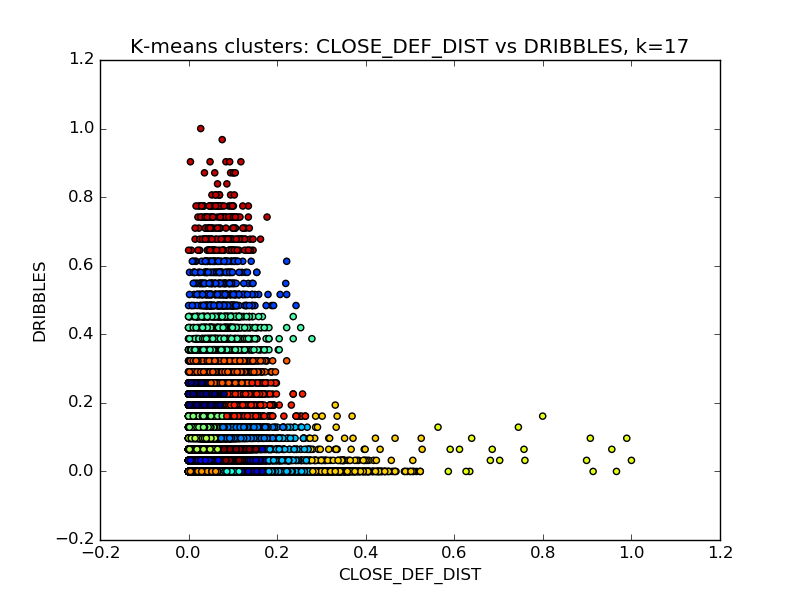 K-means clusters: CLOSE_DEF_DIST vs DRIBBLES, k=17
1.2
1.0
0.8
0.6
0.4
0.2
0.0
−0.2
DRIBBLES
−0.2 0.0 0.2 0.4 0.6 0.8 1.0 1.2
CLOSE_DEF_DIST